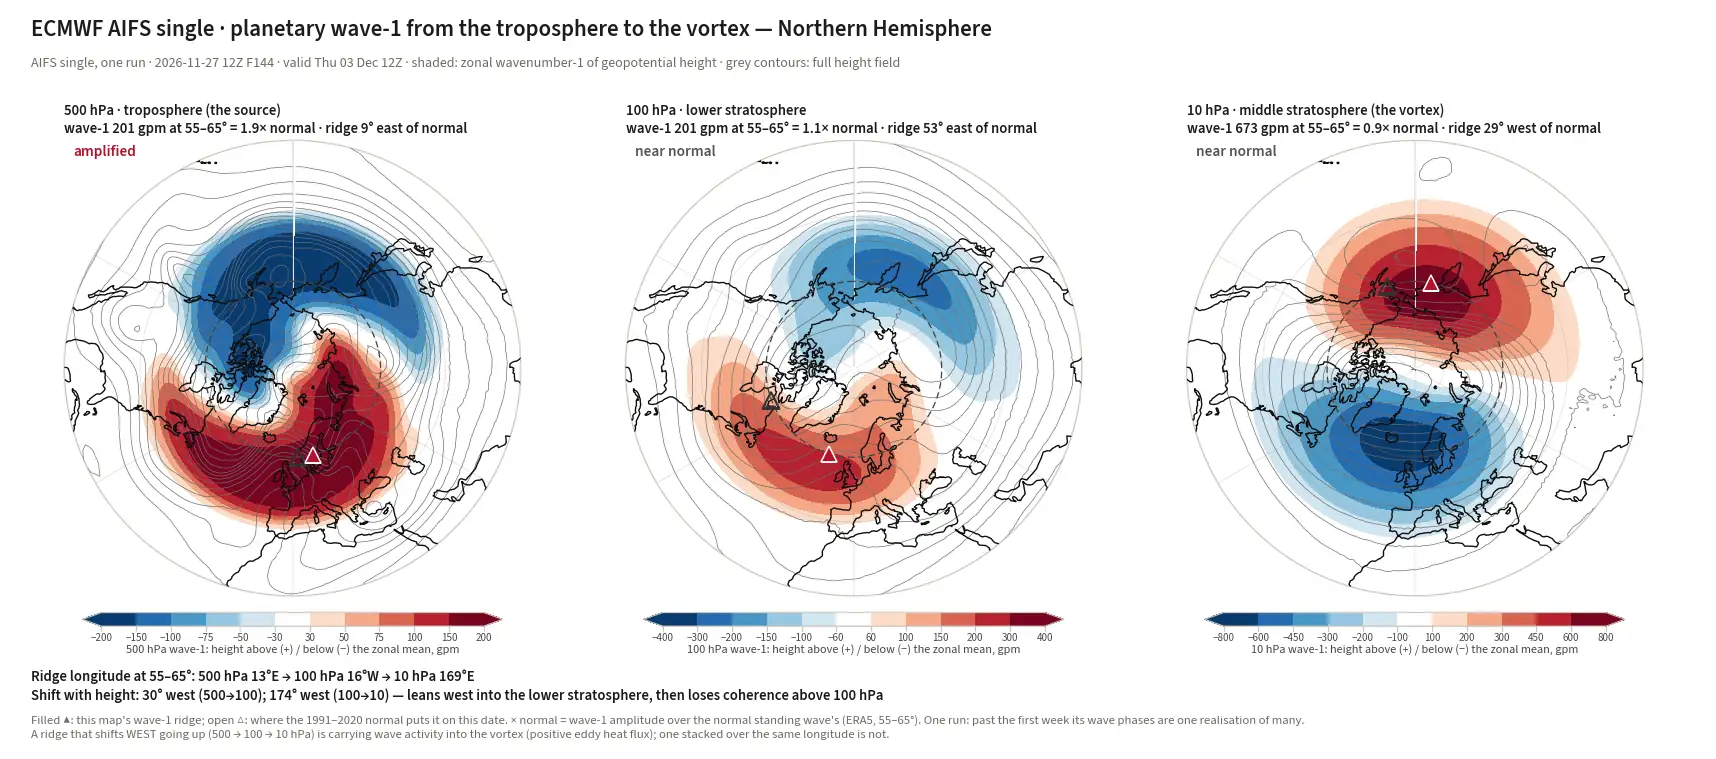 ECMWF AIFS single · planetary wave-1 from the troposphere to the vortex — Northern Hemisphere
AIFS single, one run · 2026-11-27 12Z F144 · valid Thu 03 Dec 12Z · shaded: zonal wavenumber-1 of geopotential height · grey contours: full height field
500 hPa · troposphere (the source)
wave-1 201 gpm at 55–65° = 1.9× normal · ridge 9° east of normal
amplified
100 hPa · lower stratosphere
wave-1 201 gpm at 55–65° = 1.1× normal · ridge 53° east of normal
near normal
10 hPa · middle stratosphere (the vortex)
wave-1 673 gpm at 55–65° = 0.9× normal · ridge 29° west of normal
near normal
−200 −150 −100 −75 −50 −30 30 50 75 100 150 200
500 hPa wave-1: height above (+) / below (−) the zonal mean, gpm
−400 −300 −200 −150 −100 −60 60 100 150 200 300 400
100 hPa wave-1: height above (+) / below (−) the zonal mean, gpm
−800 −600 −450 −300 −200 −100 100 200 300 450 600 800
10 hPa wave-1: height above (+) / below (−) the zonal mean, gpm
Ridge longitude at 55–65°: 500 hPa 13°E → 100 hPa 16°W → 10 hPa 169°E
Shift with height: 30° west (500→100); 174° west (100→10) — leans west into the lower stratosphere, then loses coherence above 100 hPa
Filled ▲: this map's wave-1 ridge; open △: where the 1991–2020 normal puts it on this date. × normal = wave-1 amplitude over the normal standing wave's (ERA5, 55–65°). One run: past the first week its wave phases are one realisation of many.
A ridge that shifts WEST going up (500 → 100 → 10 hPa) is carrying wave activity into the vortex (positive eddy heat flux); one stacked over the same longitude is not.